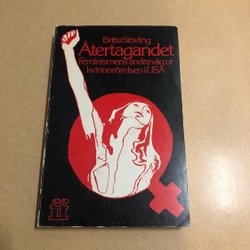 Britta Stövling
Återtagandet
Feminismens andra våg ur
kvinnorörelsen i USA